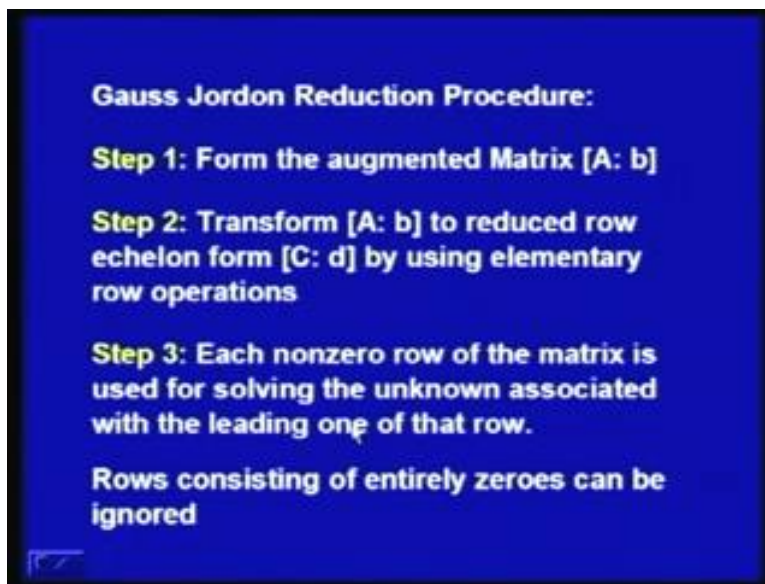 Gauss Jordon Reduction Procedure:
Step 1: Form the augmented Matrix [A: b]
Step 2: Transform [A: b] to reduced row
echelon form [C: d] by using elementary
row operations
Step 3: Each nonzero row of the matrix is
used for solving the unknown associated
with the leading one of that row.
Rows consisting of entirely zeroes can be
ignored